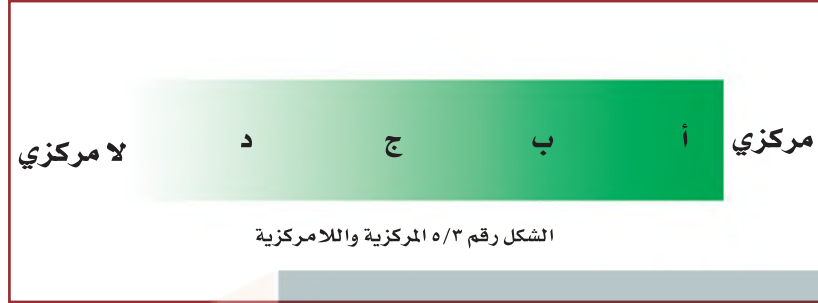 مركزي أ ب ج د لا مركزي
الشكل رقم ٥/٣ المركزية واللامركزية